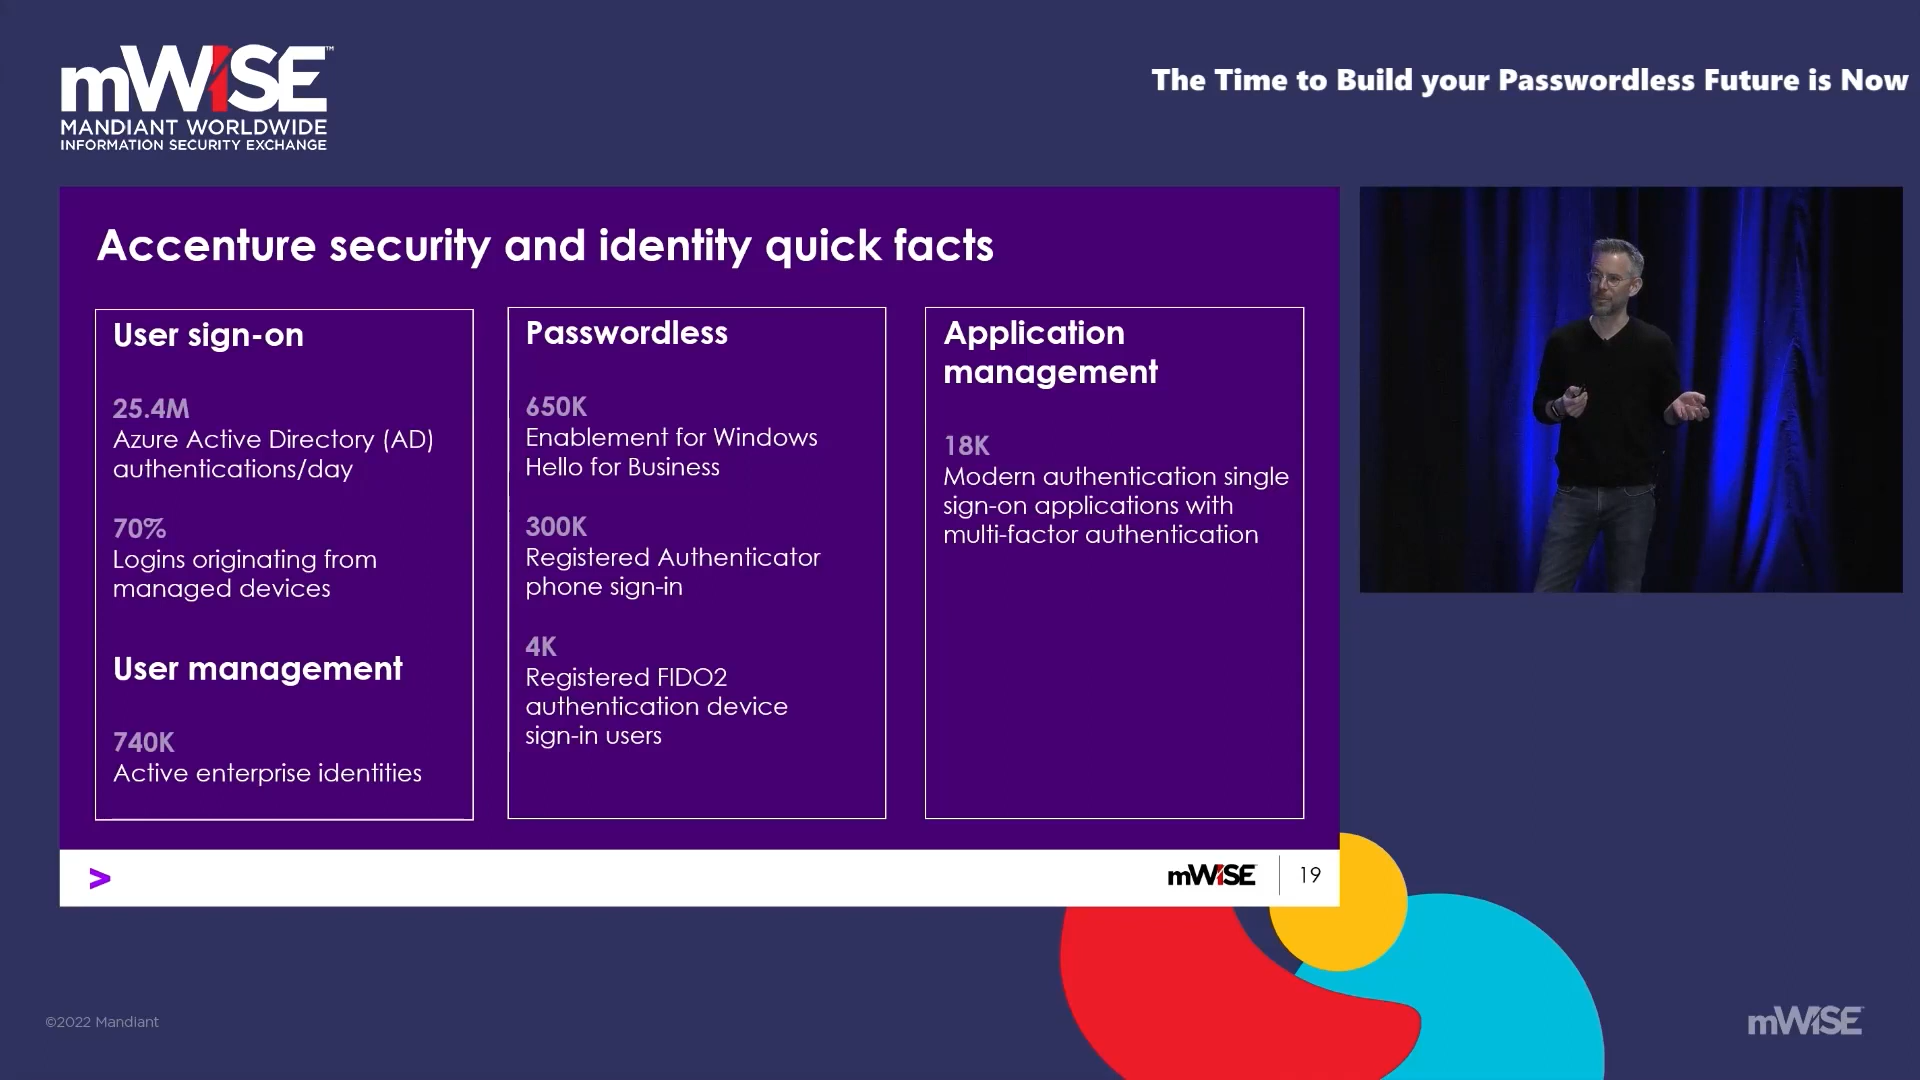 mWISE™
MANDIANT WORLDWIDE
INFORMATION SECURITY EXCHANGE
The Time to Build your Passwordless Future is Now
Accenture security and identity quick facts
User sign-on
25.4M
Azure Active Directory (AD)
authentications/day
70%
Logins originating from
managed devices
User management
740K
Active enterprise identities
Passwordless
650K
Enablement for Windows
Hello for Business
300K
Registered Authenticator
phone sign-in
4K
Registered FIDO2
authentication device
sign-in users
Application
management
18K
Modern authentication single
sign-on applications with
multi-factor authentication
>
mWISE
19
©2022 Mandiant
mWISE